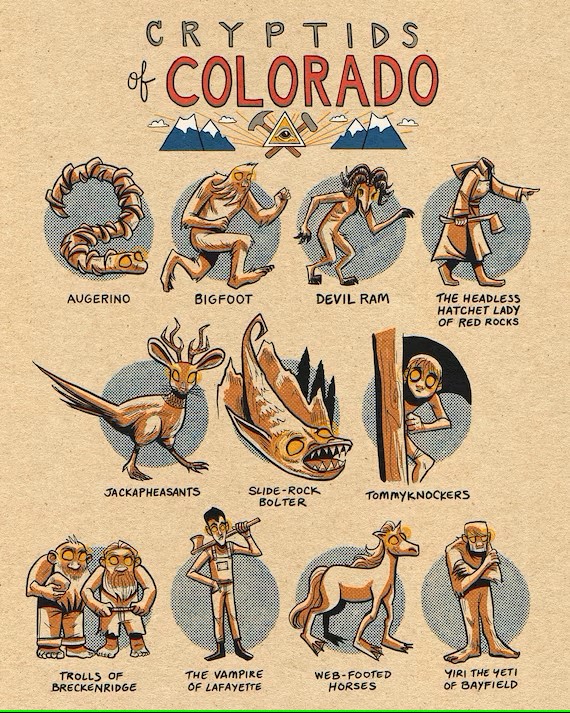 CRYPTIDS
of COLORADO
AUGERINO
BIGFOOT
DEVIL RAM
THE HEADLESS
HATCHET LADY
OF RED ROCKS
JACKAPHEASANTS
SLIDE-ROCK
BOLTER
TOMMYKNOCKERS
TROLLS OF
BRECKENRIDGE
THE VAMPIRE
OF LAFAYETTE
WEB-FOOTED
HORSES
YIRI THE YETI
OF BAYFIELD